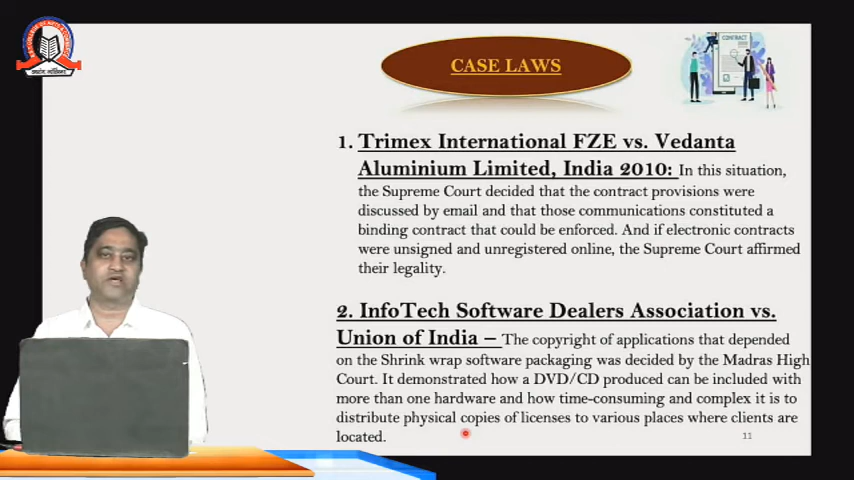 CASE LAWS
CONTRACT
1. Trimex International FZE vs. Vedanta
Aluminium Limited, India 2010: In this situation,
the Supreme Court decided that the contract provisions were
discussed by email and that those communications constituted a
binding contract that could be enforced. And if electronic contracts
were unsigned and unregistered online, the Supreme Court affirmed
their legality.
2. InfoTech Software Dealers Association vs.
Union of India – The copyright of applications that depended
on the Shrink wrap software packaging was decided by the Madras High
Court. It demonstrated how a DVD/CD produced can be included with
more than one hardware and how time-consuming and complex it is to
distribute physical copies of licenses to various places where clients are
located.
11